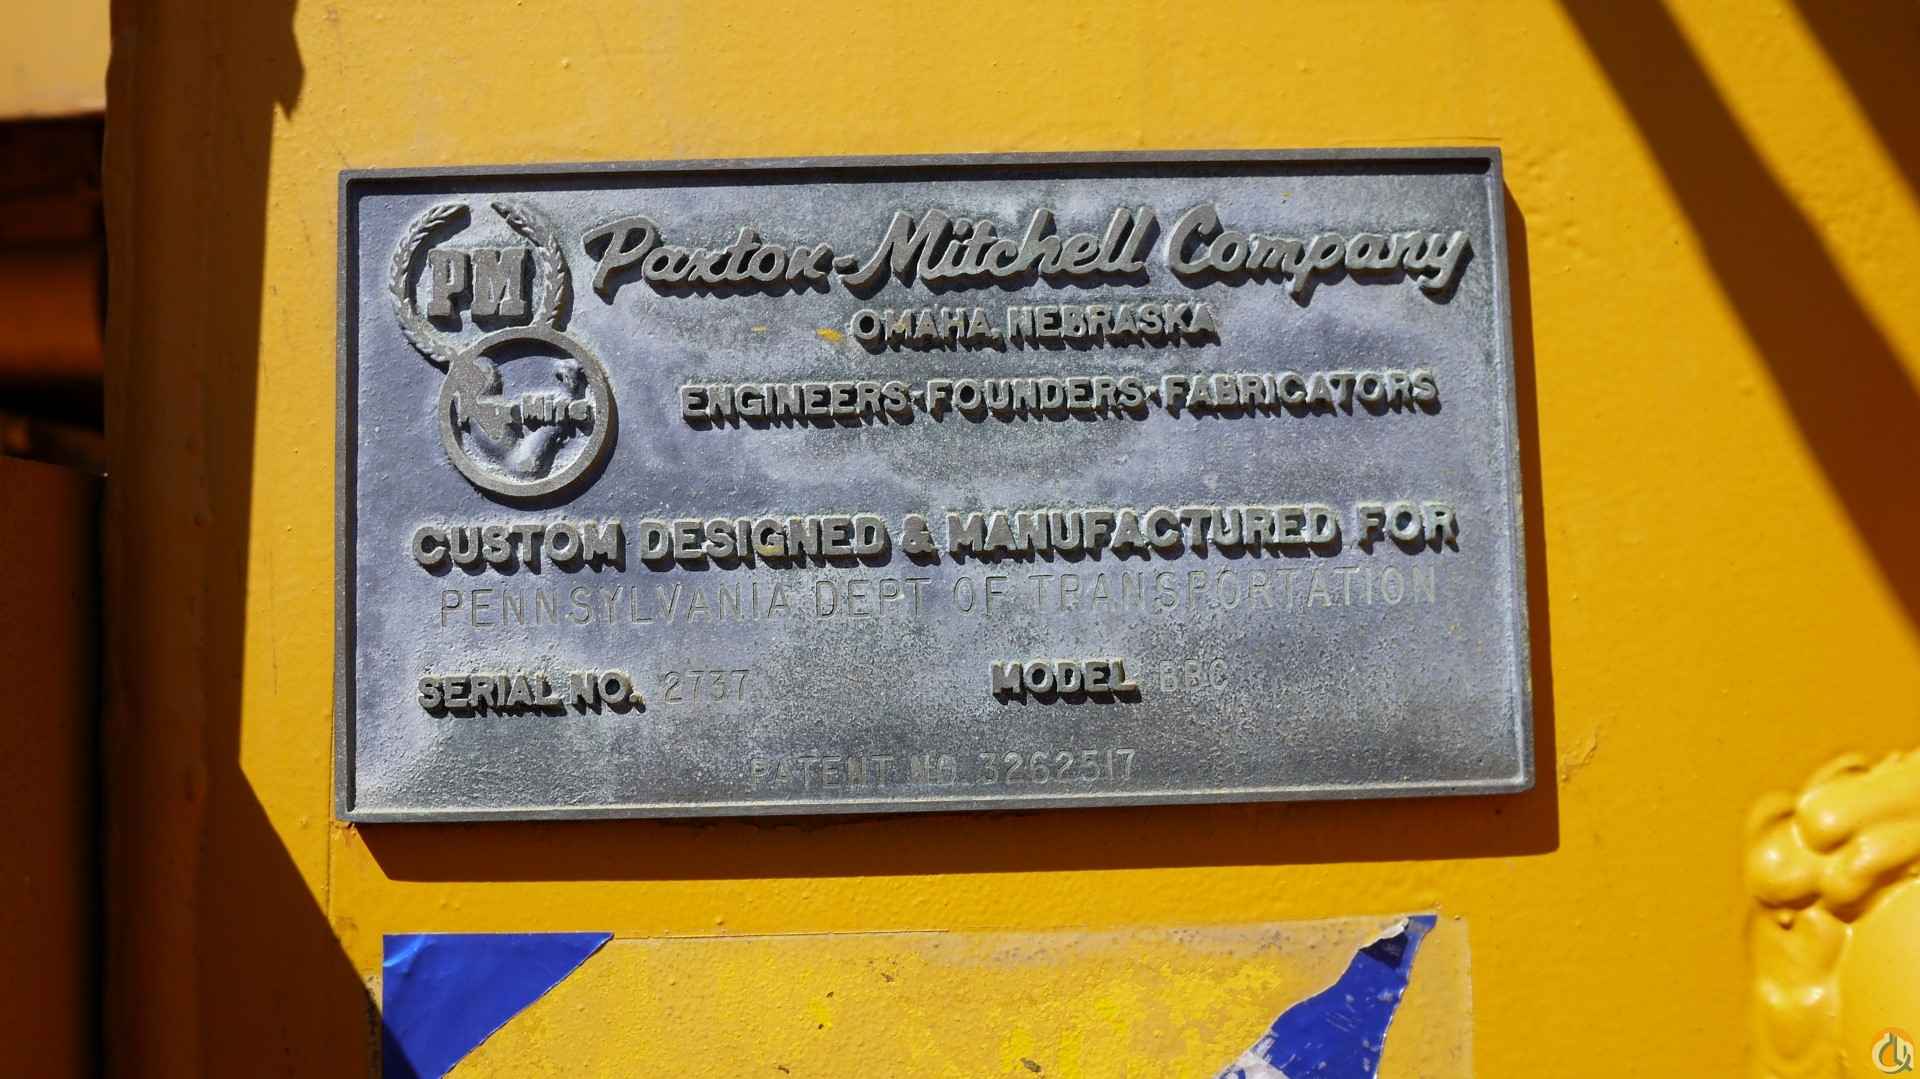 PM
Paxton-Mitchell Company
OMAHA, NEBRASKA
ENGINEERS·FOUNDERS·FABRICATORS
CUSTOM DESIGNED & MANUFACTURED FOR
PENNSYLVANIA DEPT OF TRANSPORTATION
SERIAL NO. 2737 MODEL BBC
PATENT NO. 3262517